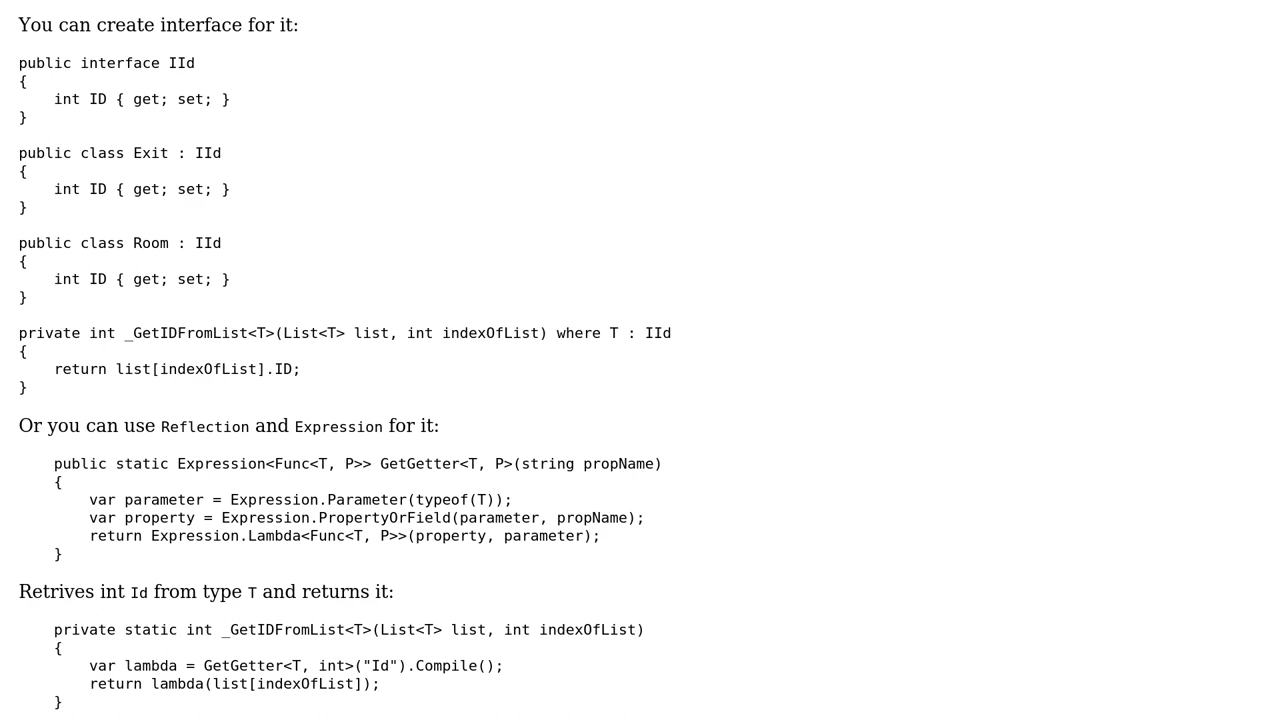 You can create interface for it:
public interface IId
{
    int ID { get; set; }
}
public class Exit : IId
{
    int ID { get; set; }
}
public class Room : IId
{
    int ID { get; set; }
}
private int _GetIDFromList<T>(List<T> list, int indexOfList) where T : IId
{
    return list[indexOfList].ID;
}
Or you can use Reflection and Expression for it:
    public static Expression<Func<T, P>> GetGetter<T, P>(string propName)
    {
        var parameter = Expression.Parameter(typeof(T));
        var property = Expression.PropertyOrField(parameter, propName);
        return Expression.Lambda<Func<T, P>>(property, parameter);
    }
Retrives int Id from type T and returns it:
    private static int _GetIDFromList<T>(List<T> list, int indexOfList)
    {
        var lambda = GetGetter<T, int>("Id").Compile();
        return lambda(list[indexOfList]);
    }